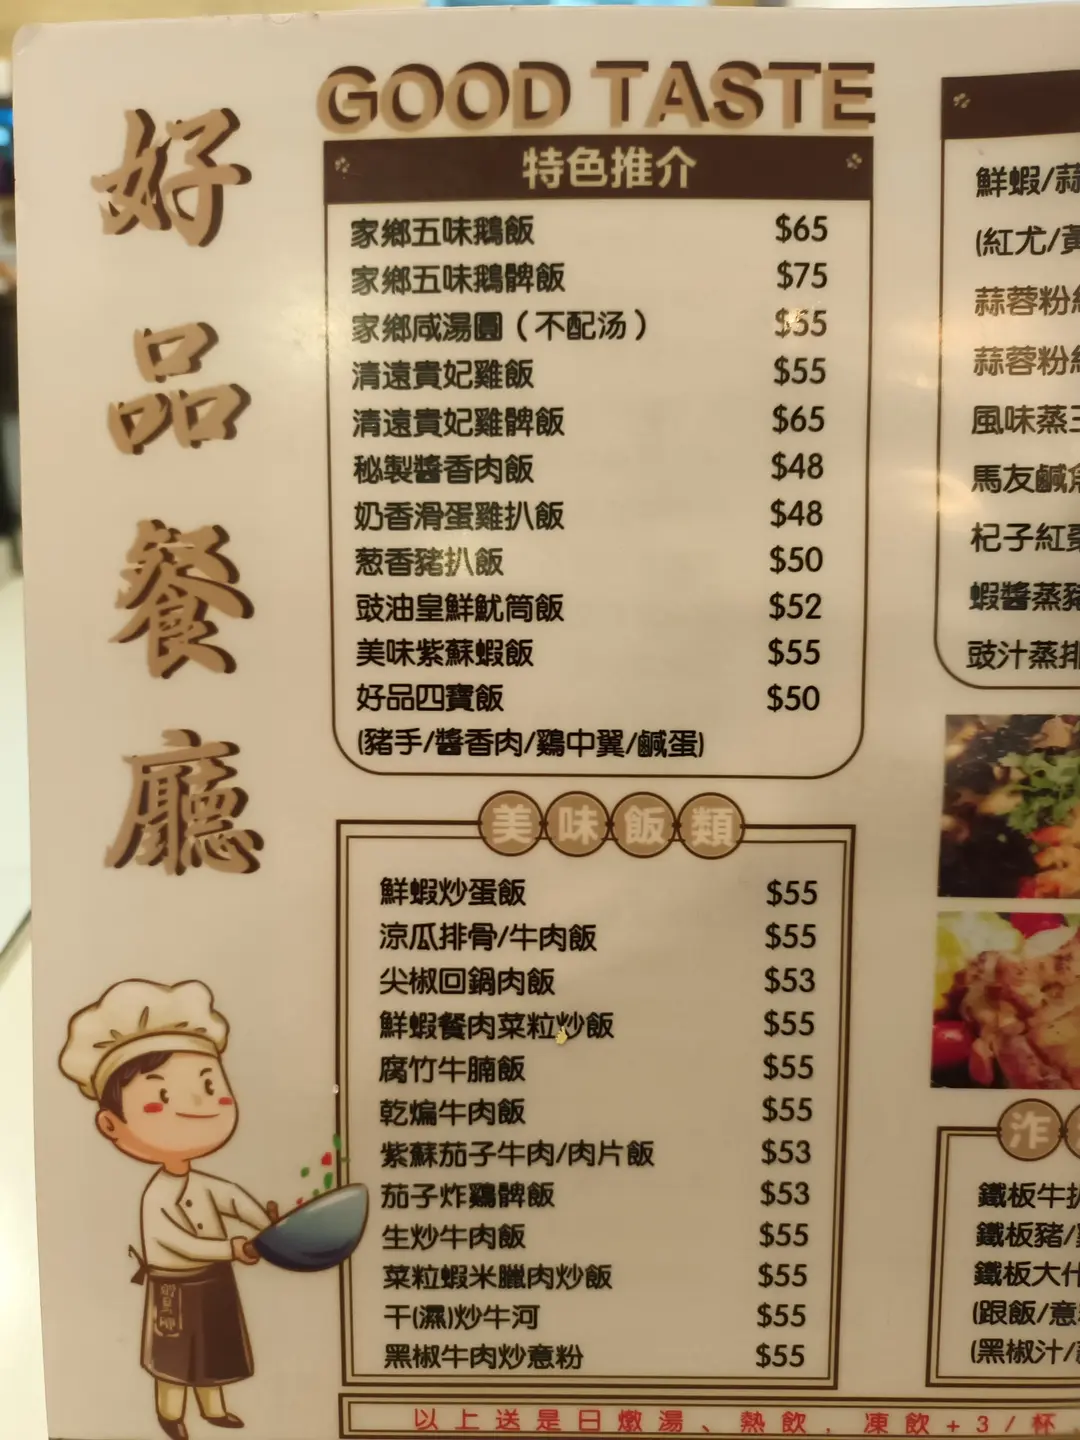 好品餐廳
GOOD TASTE
特色推介
家鄉五味鵝飯 $65
家鄉五味鵝髀飯 $75
家鄉咸湯圓（不配汤） $55
清遠貴妃雞飯 $55
清遠貴妃雞髀飯 $65
秘製醬香肉飯 $48
奶香滑蛋雞扒飯 $48
葱香豬扒飯 $50
豉油皇鮮魷筒飯 $52
美味紫蘇蝦飯 $55
好品四寶飯 $50
(豬手/醬香肉/鷄中翼/鹹蛋)
美味飯類
鮮蝦炒蛋飯 $55
涼瓜排骨/牛肉飯 $55
尖椒回鍋肉飯 $53
鮮蝦餐肉菜粒炒飯 $55
腐竹牛腩飯 $55
乾煸牛肉飯 $55
紫蘇茄子牛肉/肉片飯 $53
茄子炸鷄髀飯 $53
生炒牛肉飯 $55
菜粒蝦米臘肉炒飯 $55
干(濕)炒牛河 $55
黑椒牛肉炒意粉 $55
以上送是日燉湯、熱飲，凍飲+3/杯
鮮蝦/蒜
(紅尤/黃
蒜蓉粉絲
蒜蓉粉絲
風味蒸三
馬友鹹魚
杞子紅棗
蝦醬蒸豬
豉汁蒸排
鐵板牛扒
鐵板豬/
鐵板大什
(跟飯/意
(黑椒汁/